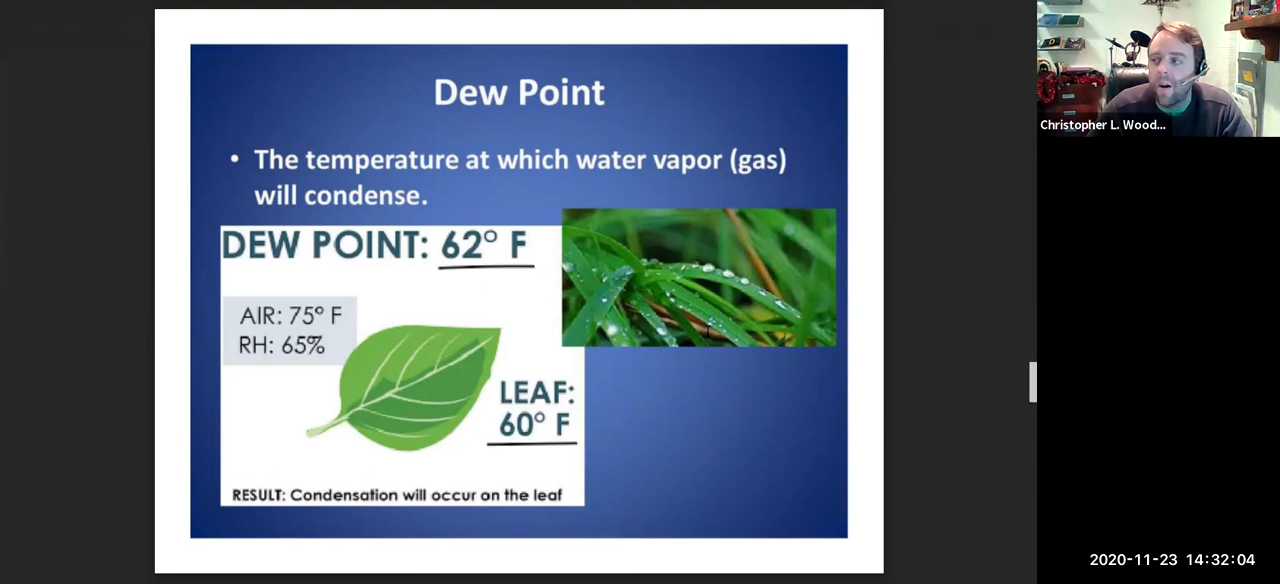 Dew Point
• The temperature at which water vapor (gas)
will condense.
DEW POINT: 62° F
AIR: 75° F
RH: 65%
LEAF:
60° F
RESULT: Condensation will occur on the leaf
Christopher L. Wood...
2020-11-23 14:32:04